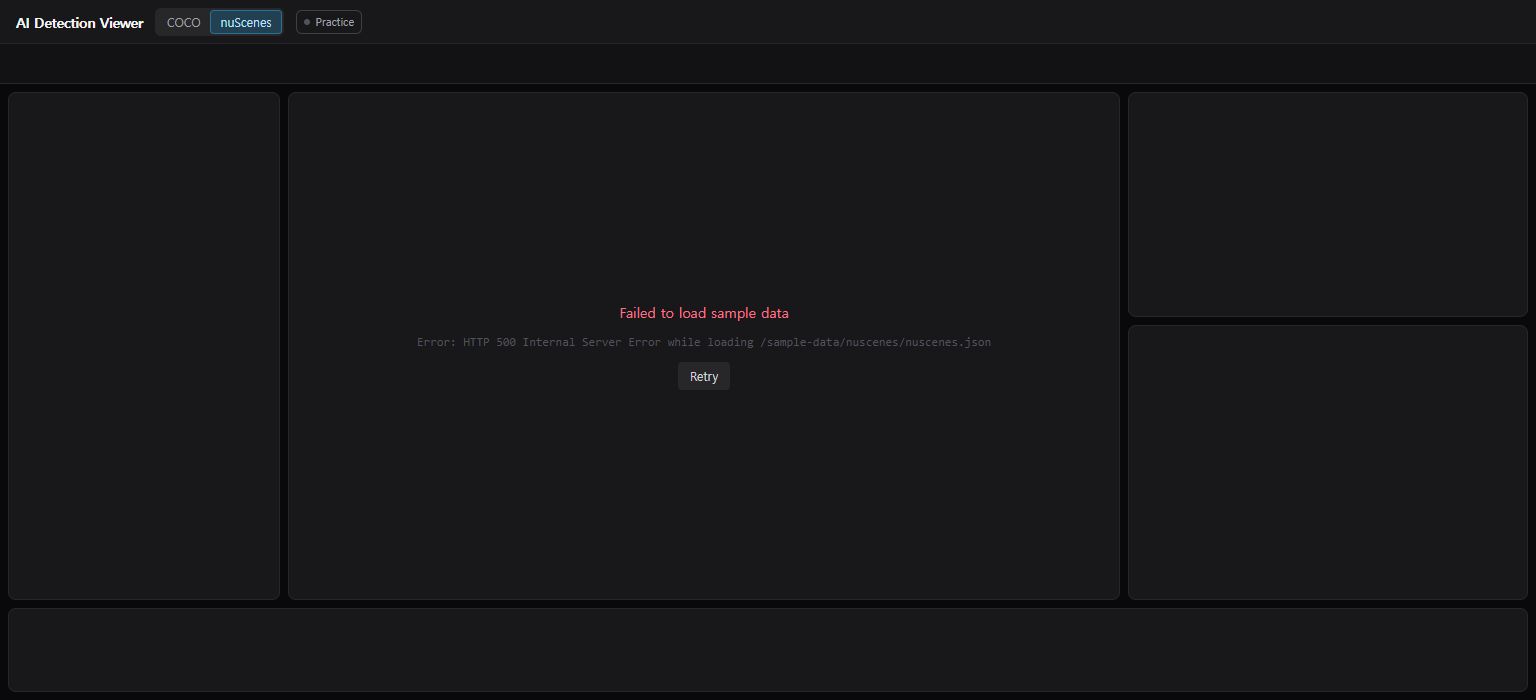 AI Detection Viewer COCO nuScenes Practice
Failed to load sample data
Error: HTTP 500 Internal Server Error while loading /sample-data/nuscenes/nuscenes.json
Retry